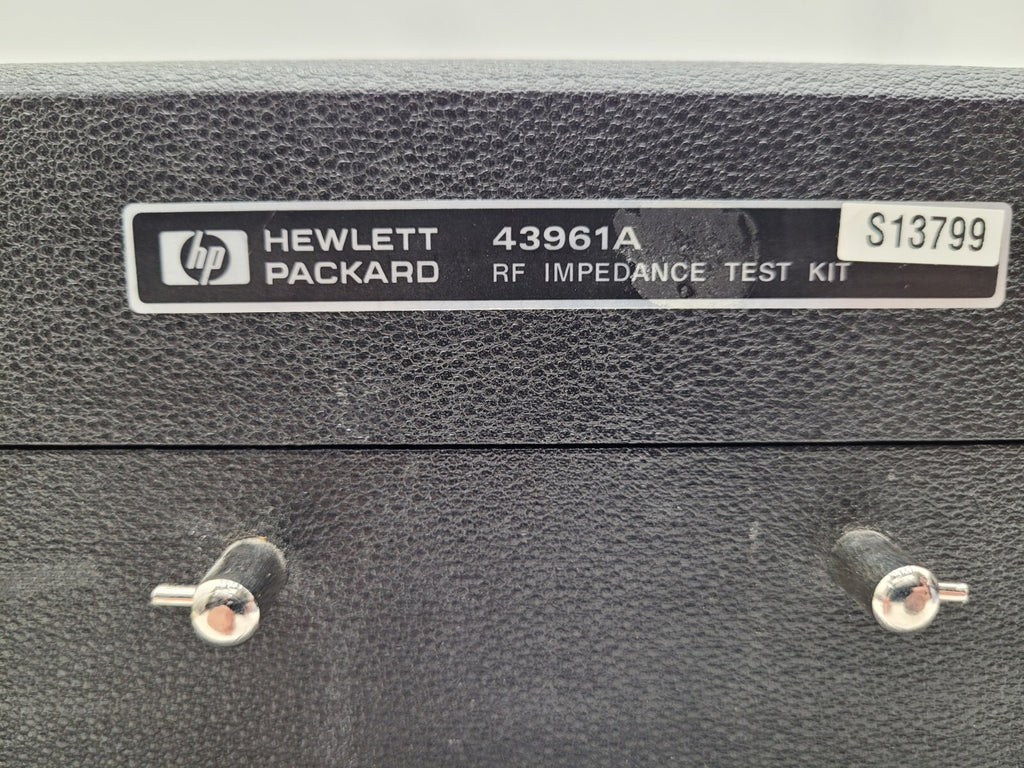 hp HEWLETT PACKARD
43961A
RF IMPEDANCE TEST KIT
S13799